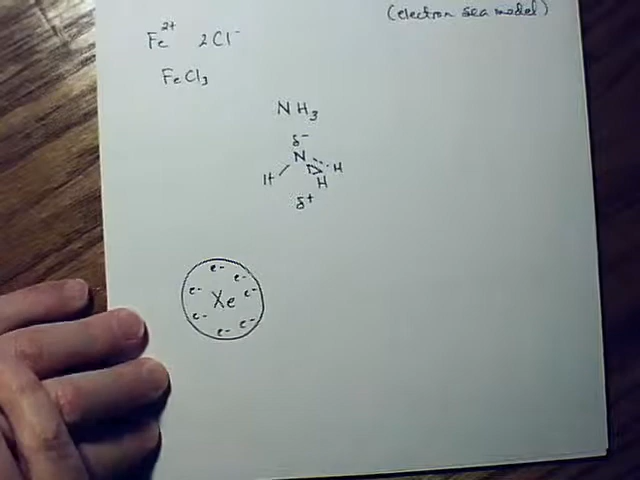 (electron sea model)
Fe²⁺ 2Cl⁻
FeCl₃
NH₃
δ⁻
N
H H
H
δ⁺
e-
e-
e- e-
Xe
e- e-
e-